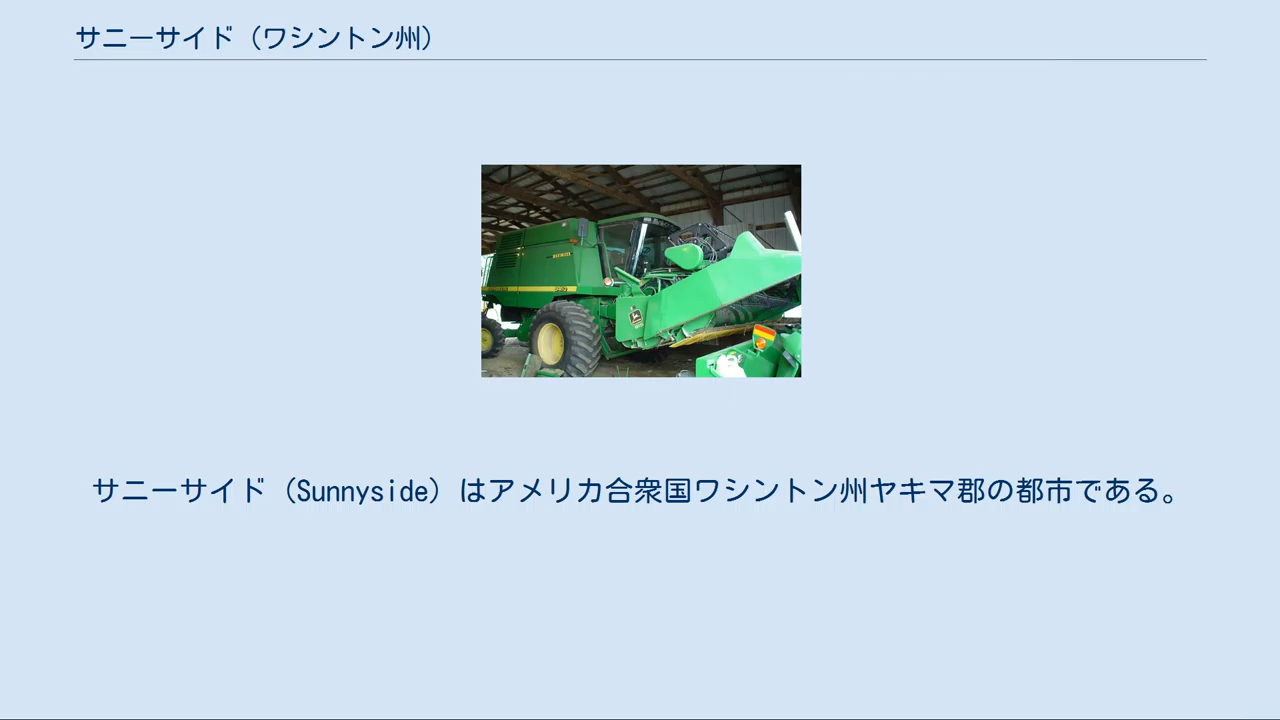 サニーサイド（ワシントン州）
サニーサイド（Sunnyside）はアメリカ合衆国ワシントン州ヤキマ郡の都市である。